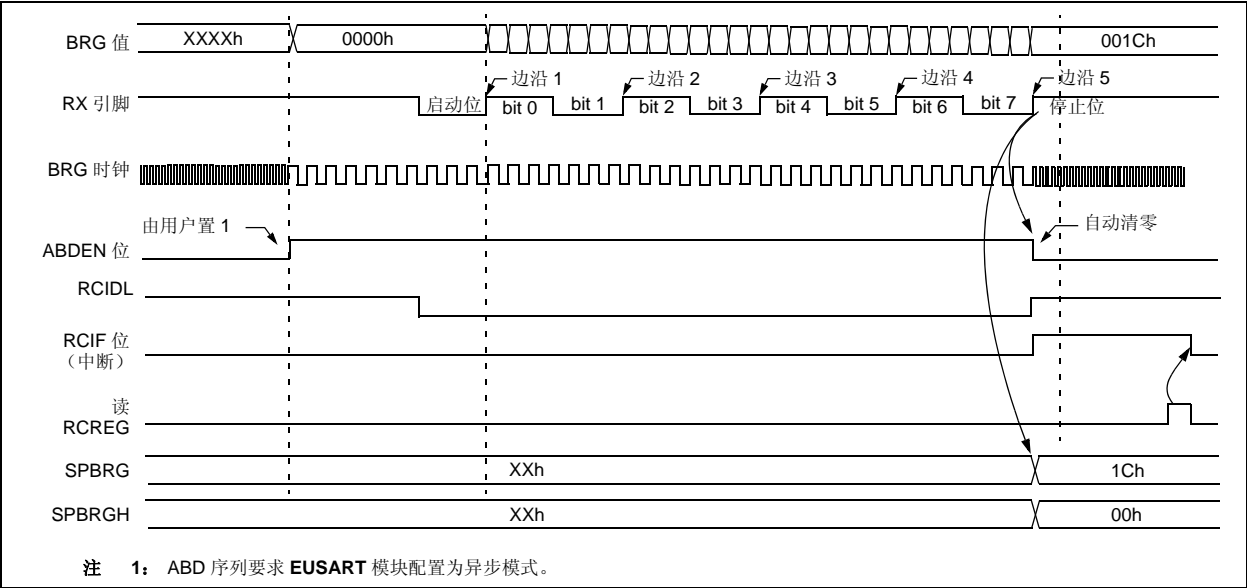 BRG 值 XXXXh 0000h 001Ch
边沿 1 边沿 2 边沿 3 边沿 4 边沿 5
RX 引脚 启动位 bit 0 bit 1 bit 2 bit 3 bit 4 bit 5 bit 6 bit 7 停止位
BRG 时钟
由用户置 1 自动清零
ABDEN 位
RCIDL
RCIF 位
（中断）
读
RCREG
SPBRG XXh 1Ch
SPBRGH XXh 00h
注 1： ABD 序列要求 EUSART 模块配置为异步模式。